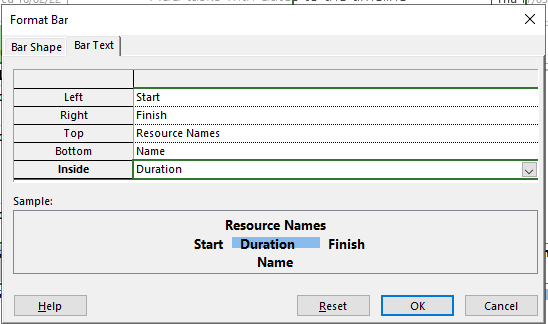 Format Bar
Bar Shape Bar Text
Left Start
Right Finish
Top Resource Names
Bottom Name
Inside Duration
Sample:
Resource Names
Start Duration Finish
Name
Help Reset OK Cancel